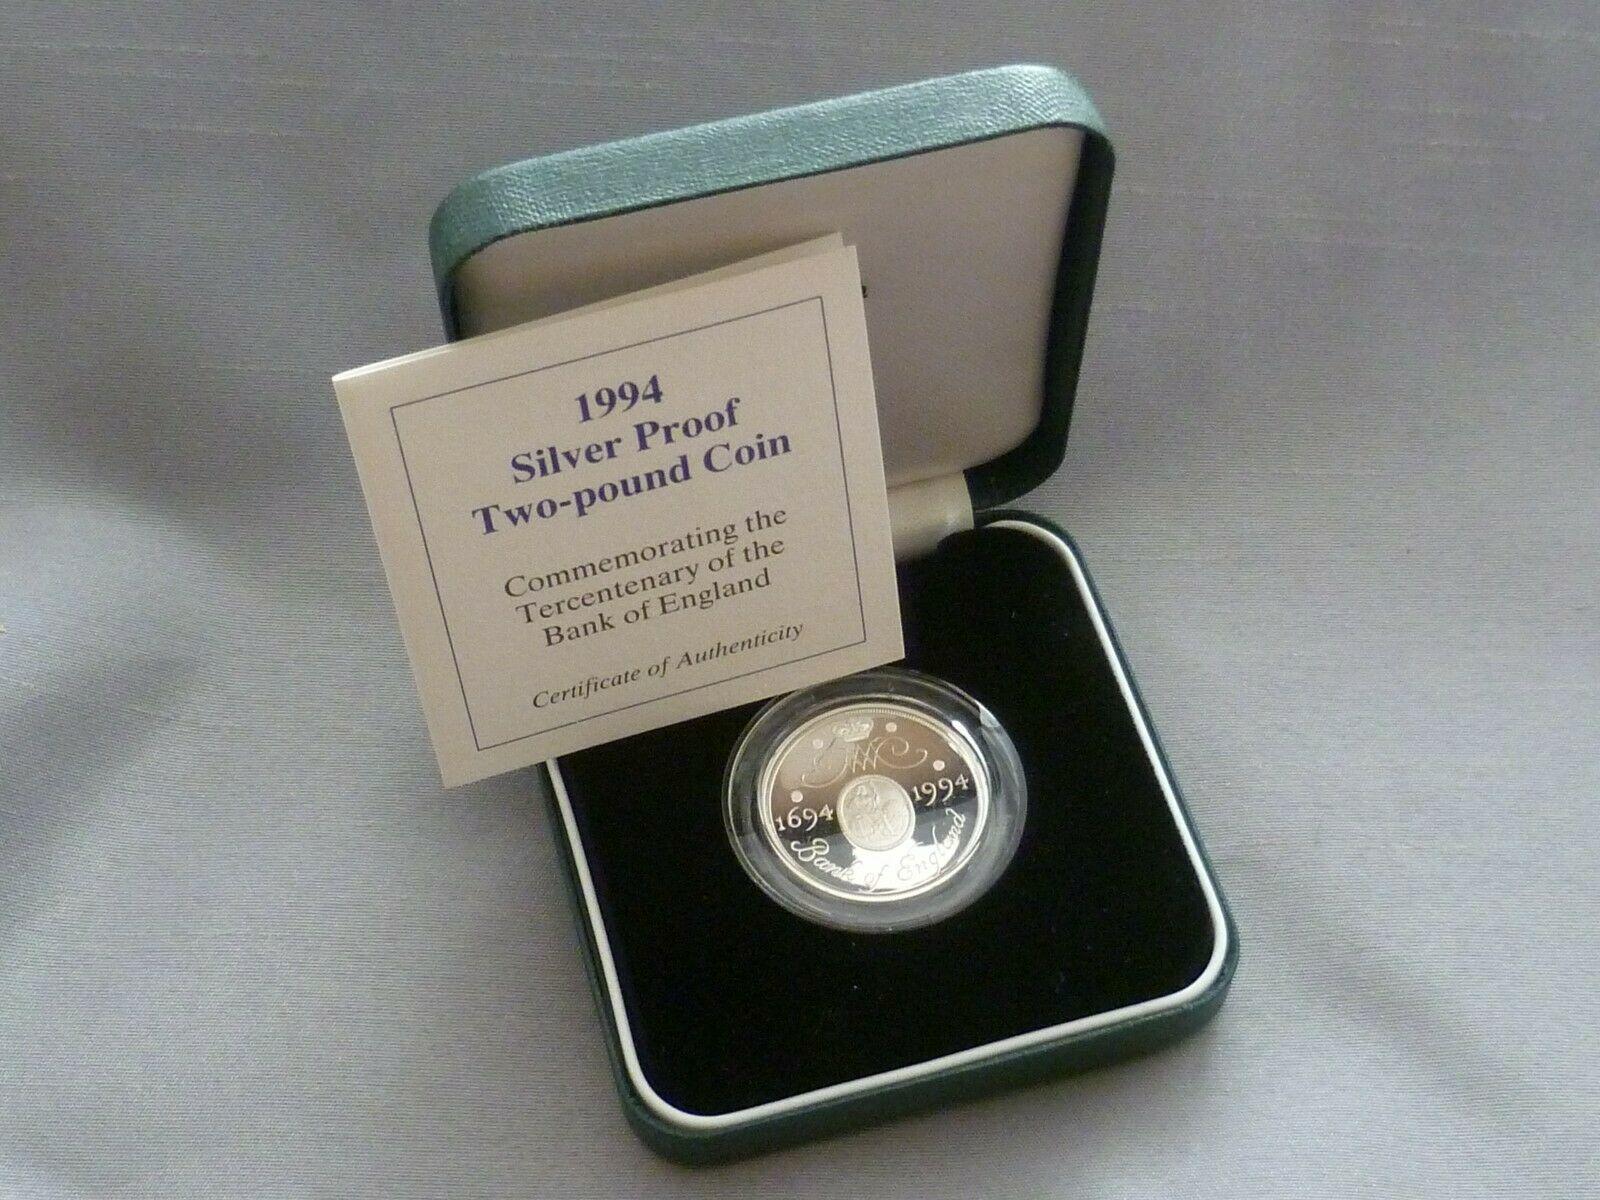 1994
Silver Proof
Two-pound Coin
Commemorating the
Tercentenary of the
Bank of England
Certificate of Authenticity
1694 1994
Bank of England